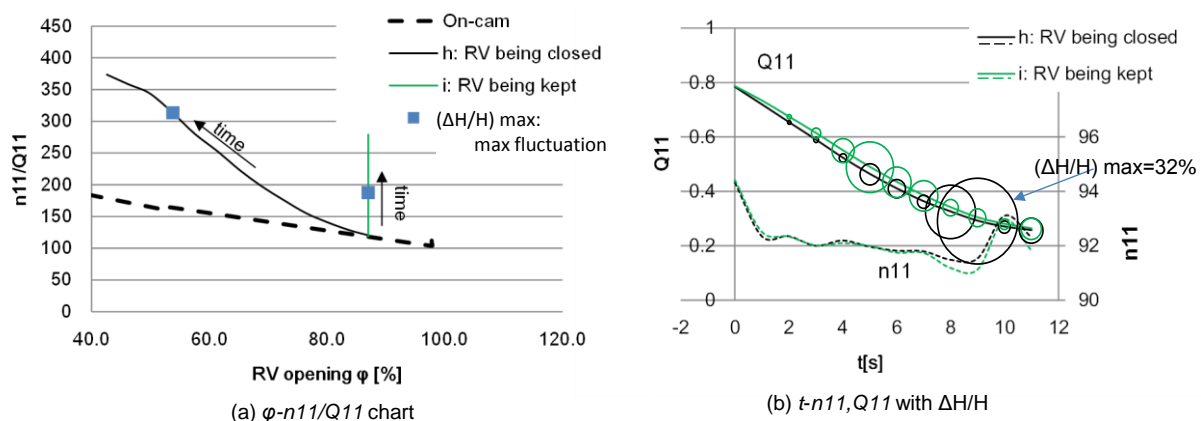 450
400
350
300
250
200
150
100
50
0
n11/Q11
40.0 60.0 80.0 100.0 120.0
RV opening φ [%]
On-cam
h: RV being closed
i: RV being kept
(ΔH/H) max:
max fluctuation
time
time
(a) φ-n11/Q11 chart
1
0.8
0.6
0.4
0.2
0
Q11
Q11
h: RV being closed
i: RV being kept
96
94
92
90
n11
(ΔH/H) max=32%
n11
-2 0 2 4 6 8 10 12
t[s]
(b) t-n11,Q11 with ΔH/H